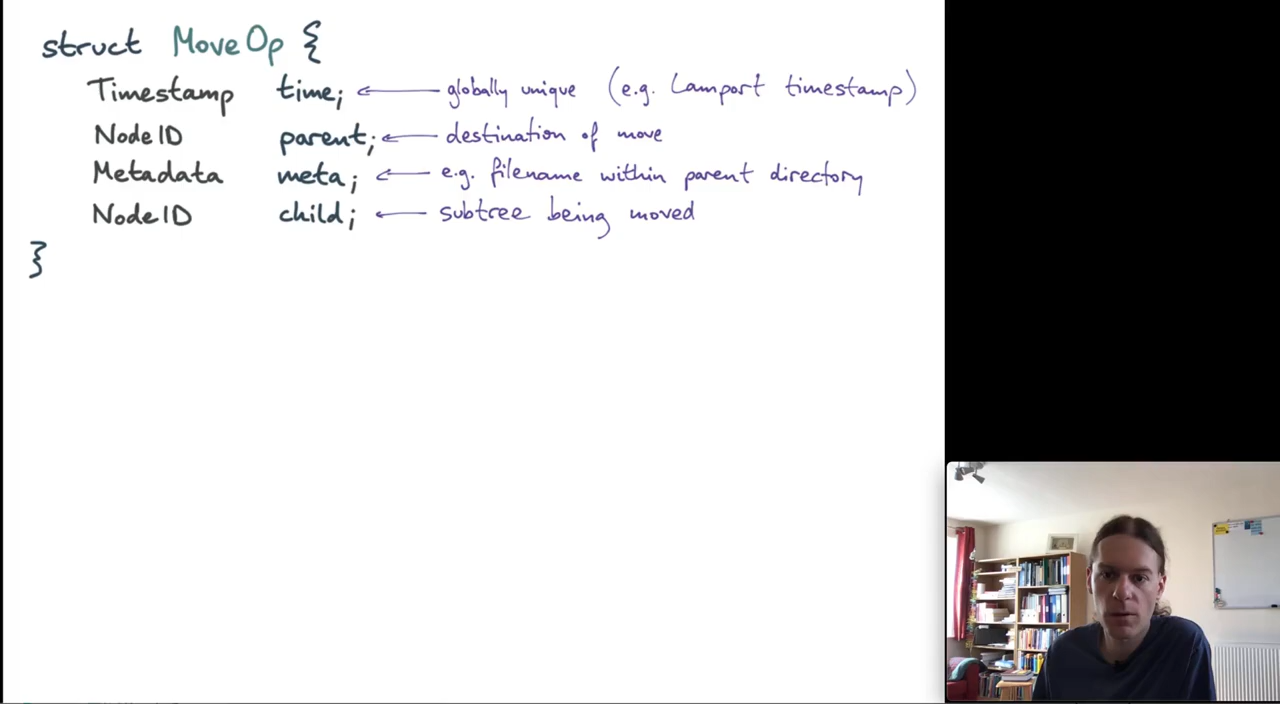 struct MoveOp {
Timestamp time; ← globally unique (e.g. Lamport timestamp)
NodeID parent; ← destination of move
Metadata meta; ← e.g. filename within parent directory
NodeID child; ← subtree being moved
}